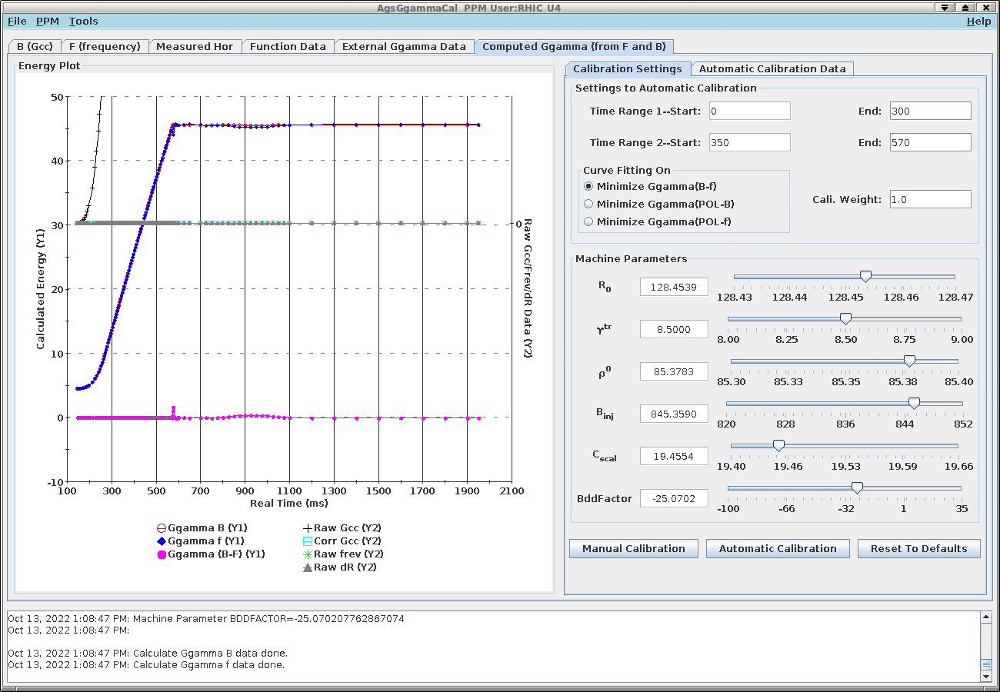 AgsGgammaCal PPM User:RHIC U4
File PPM Tools Help
B (Gcc) F (frequency) Measured Hor Function Data External Ggamma Data Computed Ggamma (from F and B)
Energy Plot
50
40
30
20
10
0
-10
0
100 300 500 700 900 1100 1300 1500 1700 1900 2100
Calculated Energy (Y1)
Raw Gcc/Frev/dR Data (Y2)
Real Time (ms)
Ggamma B (Y1) Raw Gcc (Y2)
Ggamma f (Y1) Corr Gcc (Y2)
Ggamma (B-F) (Y1) Raw frev (Y2)
Raw dR (Y2)
Calibration Settings Automatic Calibration Data
Settings to Automatic Calibration
Time Range 1--Start: 0 End: 300
Time Range 2--Start: 350 End: 570
Curve Fitting On
Minimize Ggamma(B-f)
Minimize Ggamma(POL-B)
Minimize Ggamma(POL-f)
Cali. Weight: 1.0
Machine Parameters
R0 128.4539
128.43 128.44 128.45 128.46 128.47
γtr 8.5000
8.00 8.25 8.50 8.75 9.00
ρ0 85.3783
85.30 85.33 85.35 85.38 85.40
Binj 845.3590
820 828 836 844 852
Cscal 19.4554
19.40 19.46 19.53 19.59 19.66
BddFactor -25.0702
-100 -66 -32 1 35
Manual Calibration Automatic Calibration Reset To Defaults
Oct 13, 2022 1:08:47 PM: Machine Parameter BDDFACTOR=-25.070207762867074
Oct 13, 2022 1:08:47 PM:
Oct 13, 2022 1:08:47 PM: Calculate Ggamma B data done.
Oct 13, 2022 1:08:47 PM: Calculate Ggamma f data done.